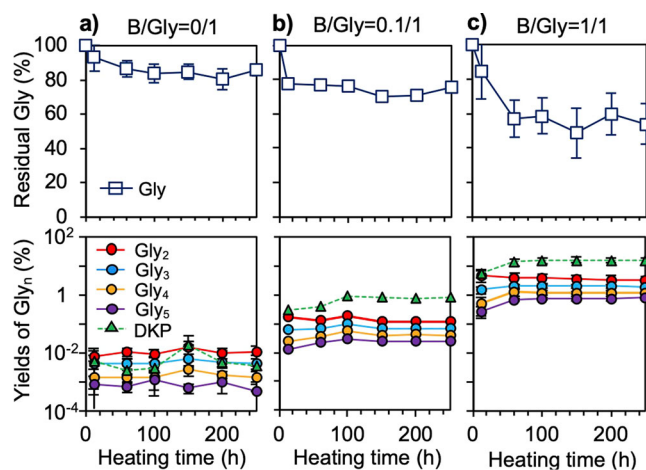 a) B/Gly=0/1
b) B/Gly=0.1/1
c) B/Gly=1/1
Residual Gly (%)
100
80
60
40
20
0
Gly
Yields of Glyₙ (%)
10²
1
10⁻²
10⁻⁴
Gly₂
Gly₃
Gly₄
Gly₅
DKP
0 100 200
0 100 200
0 100 200
Heating time (h)
Heating time (h)
Heating time (h)